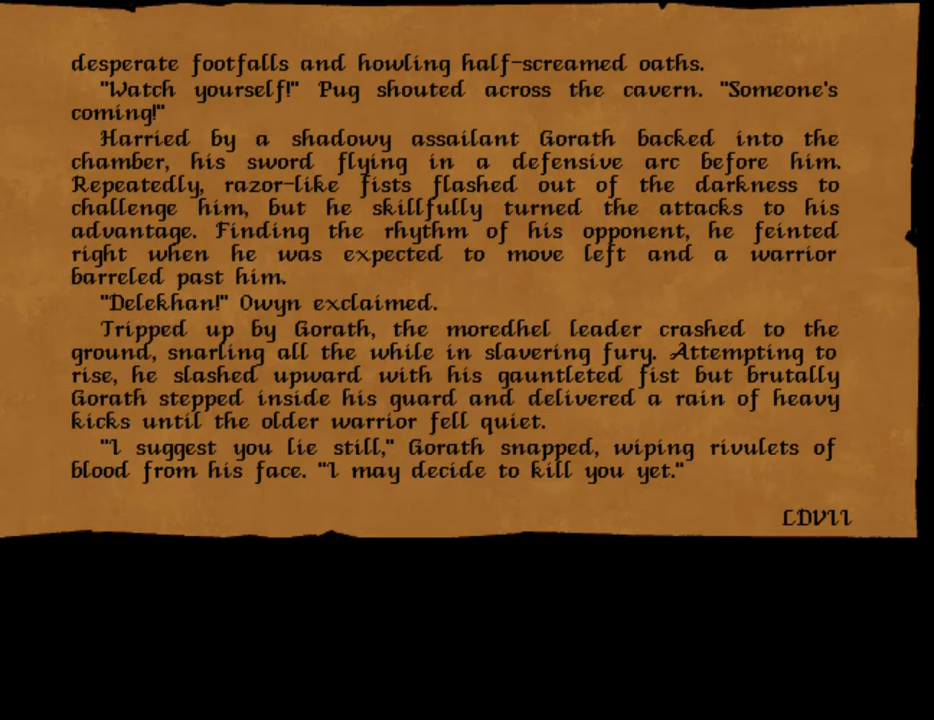 desperate footfalls and howling half-screamed oaths.
"Watch yourself!" Pug shouted across the cavern. "Someone's
coming!"
Harried by a shadowy assailant Gorath backed into the
chamber, his sword flying in a defensive arc before him.
Repeatedly, razor-like fists flashed out of the darkness to
challenge him, but he skillfully turned the attacks to his
advantage. Finding the rhythm of his opponent, he feinted
right when he was expected to move left and a warrior
barreled past him.
"Delekhan!" Owyn exclaimed.
Tripped up by Gorath, the moredhel leader crashed to the
ground, snarling all the while in slavering fury. Attempting to
rise, he slashed upward with his gauntleted fist but brutally
Gorath stepped inside his guard and delivered a rain of heavy
kicks until the older warrior fell quiet.
"I suggest you lie still," Gorath snapped, wiping rivulets of
blood from his face. "I may decide to kill you yet."
LDVII